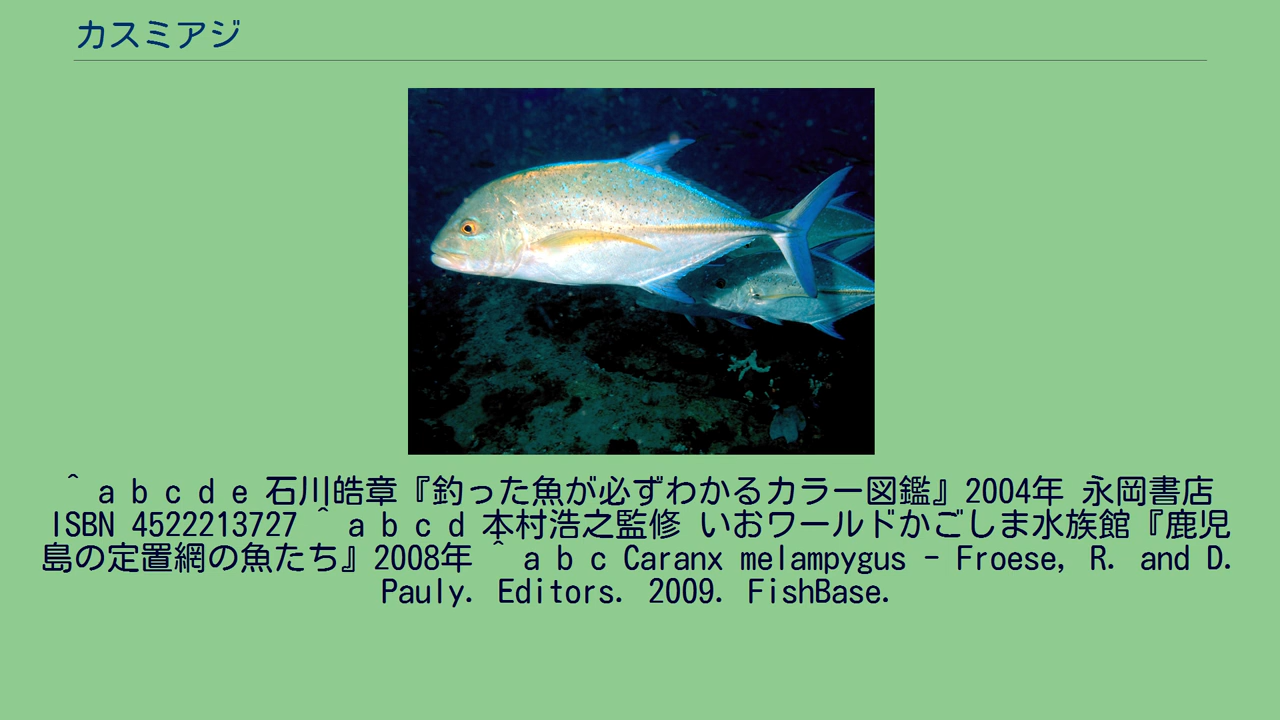 カスミアジ
^ a b c d e 石川皓章『釣った魚が必ずわかるカラー図鑑』2004年 永岡書店
ISBN 4522213727 ^ a b c d 本村浩之監修 いおワールドかごしま水族館『鹿児
島の定置網の魚たち』2008年 ^ a b c Caranx melampygus - Froese, R. and D.
Pauly. Editors. 2009. FishBase.